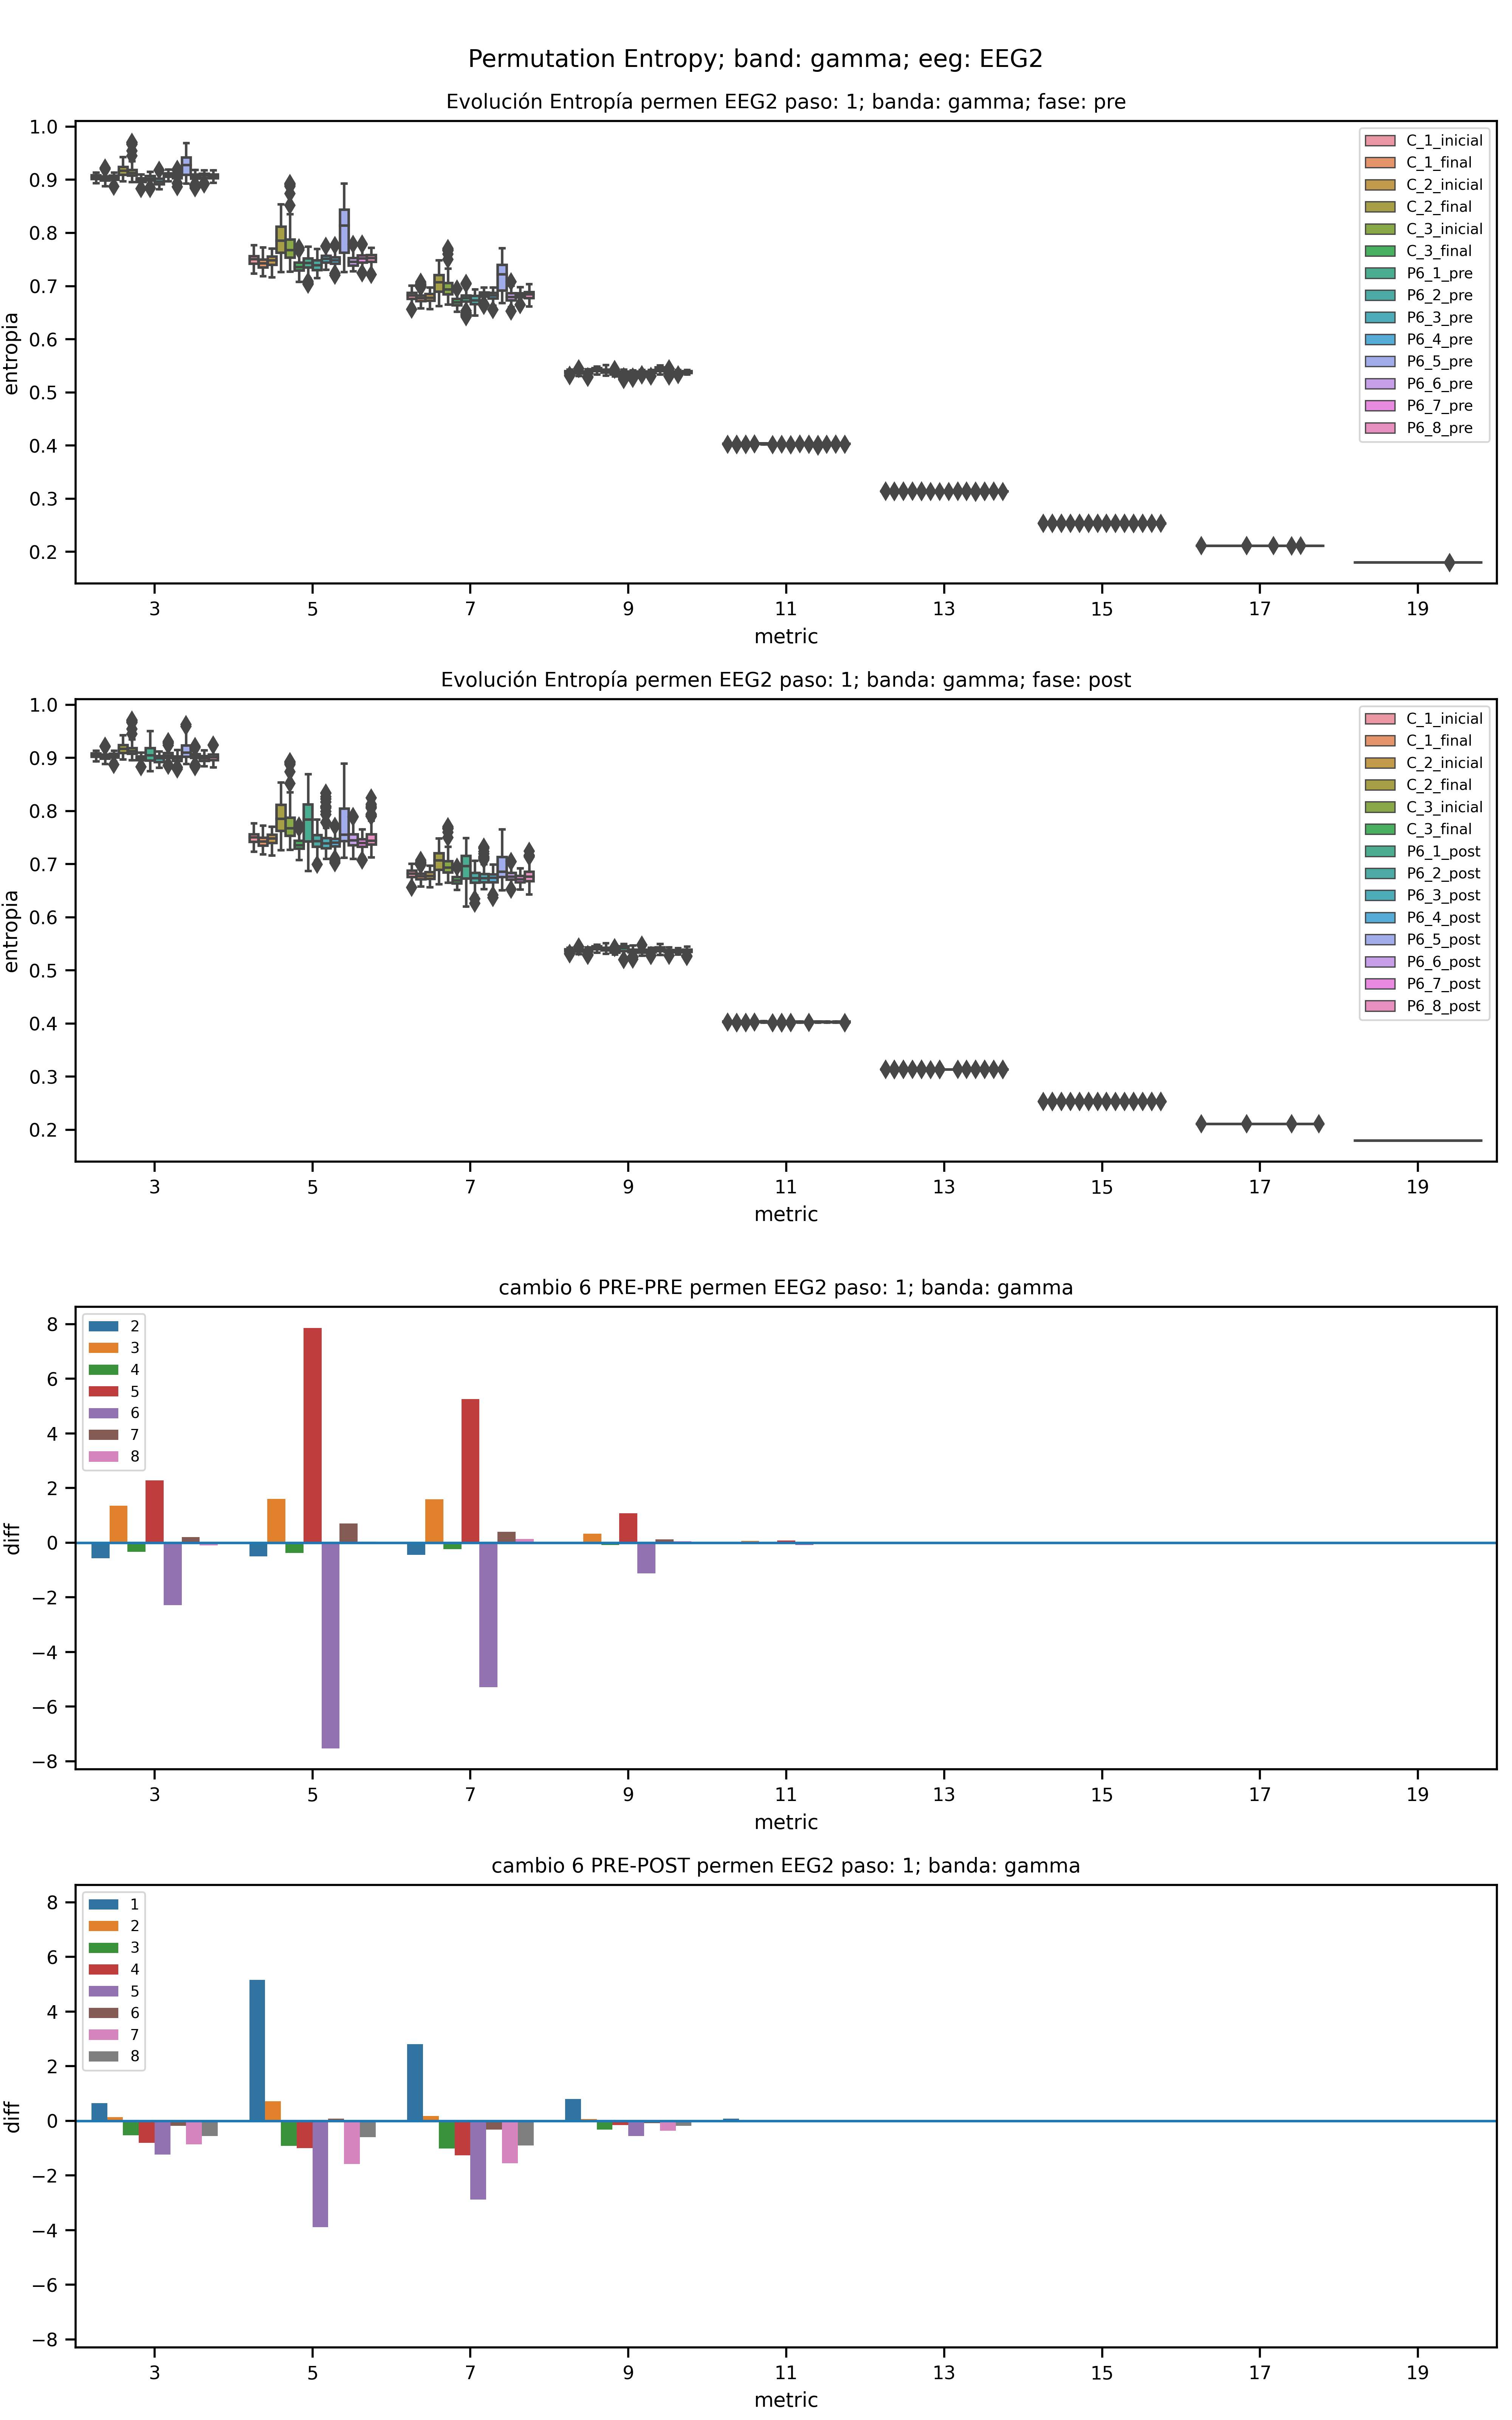 Permutation Entropy; band: gamma; eeg: EEG2
Evolución Entropía permen EEG2 paso: 1; banda: gamma; fase: pre
1.0
0.9
0.8
0.7
0.6
0.5
0.4
0.3
0.2
entropia
C_1_inicial
C_1_final
C_2_inicial
C_2_final
C_3_inicial
C_3_final
P6_1_pre
P6_2_pre
P6_3_pre
P6_4_pre
P6_5_pre
P6_6_pre
P6_7_pre
P6_8_pre
3 5 7 9 11 13 15 17 19
metric
Evolución Entropía permen EEG2 paso: 1; banda: gamma; fase: post
1.0
0.9
0.8
0.7
0.6
0.5
0.4
0.3
0.2
entropia
C_1_inicial
C_1_final
C_2_inicial
C_2_final
C_3_inicial
C_3_final
P6_1_post
P6_2_post
P6_3_post
P6_4_post
P6_5_post
P6_6_post
P6_7_post
P6_8_post
3 5 7 9 11 13 15 17 19
metric
cambio 6 PRE-PRE permen EEG2 paso: 1; banda: gamma
8
6
4
2
0
−2
−4
−6
−8
diff
2
3
4
5
6
7
8
3 5 7 9 11 13 15 17 19
metric
cambio 6 PRE-POST permen EEG2 paso: 1; banda: gamma
8
6
4
2
0
−2
−4
−6
−8
diff
1
2
3
4
5
6
7
8
3 5 7 9 11 13 15 17 19
metric